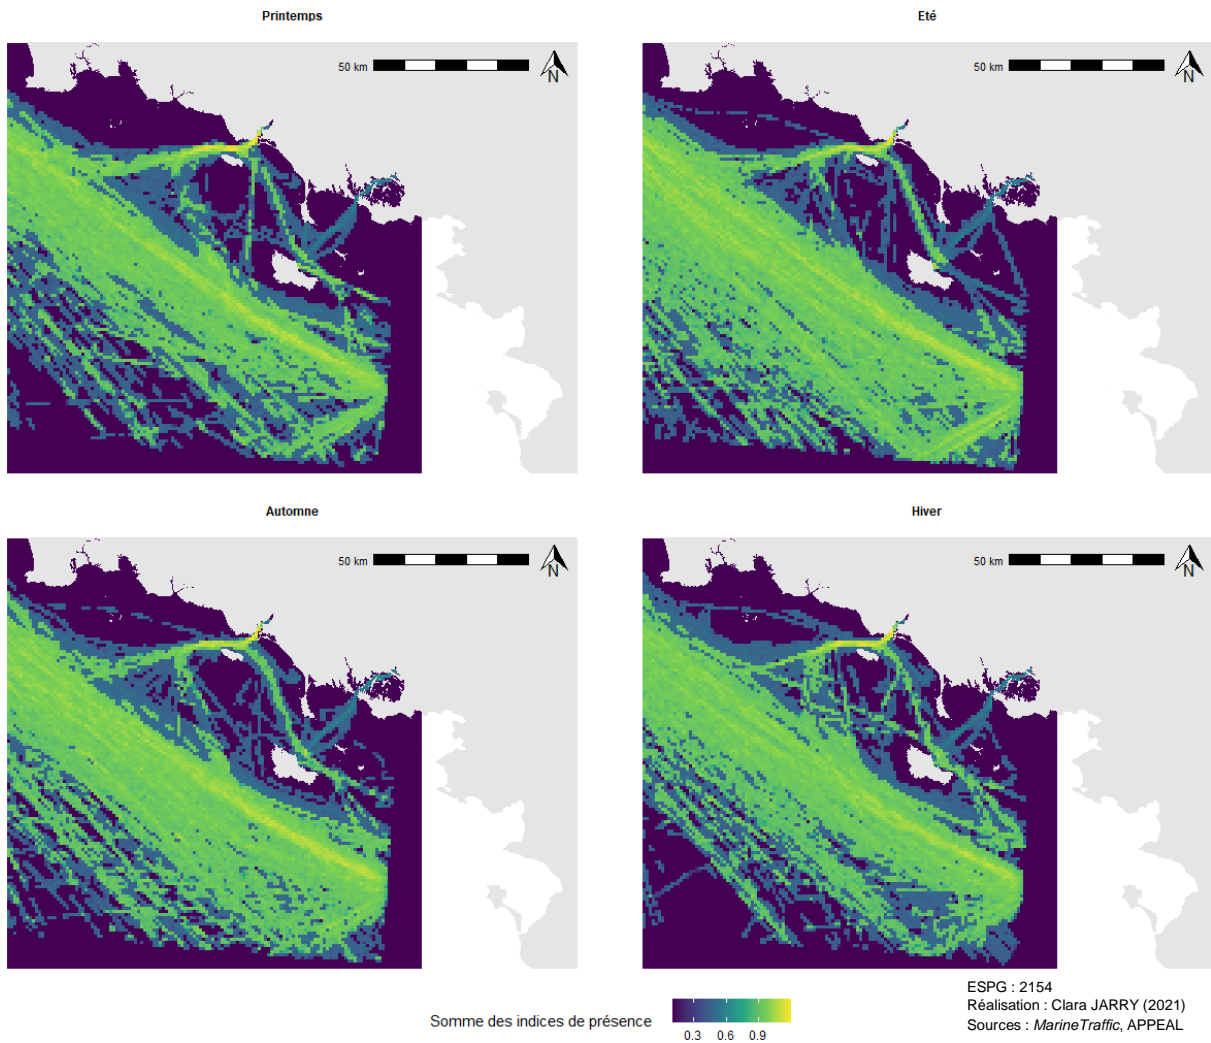 Printemps
Eté
50 km
N
50 km
N
Automne
Hiver
50 km
N
50 km
N
Somme des indices de présence
0.3 0.6 0.9
ESPG : 2154
Réalisation : Clara JARRY (2021)
Sources : MarineTraffic, APPEAL